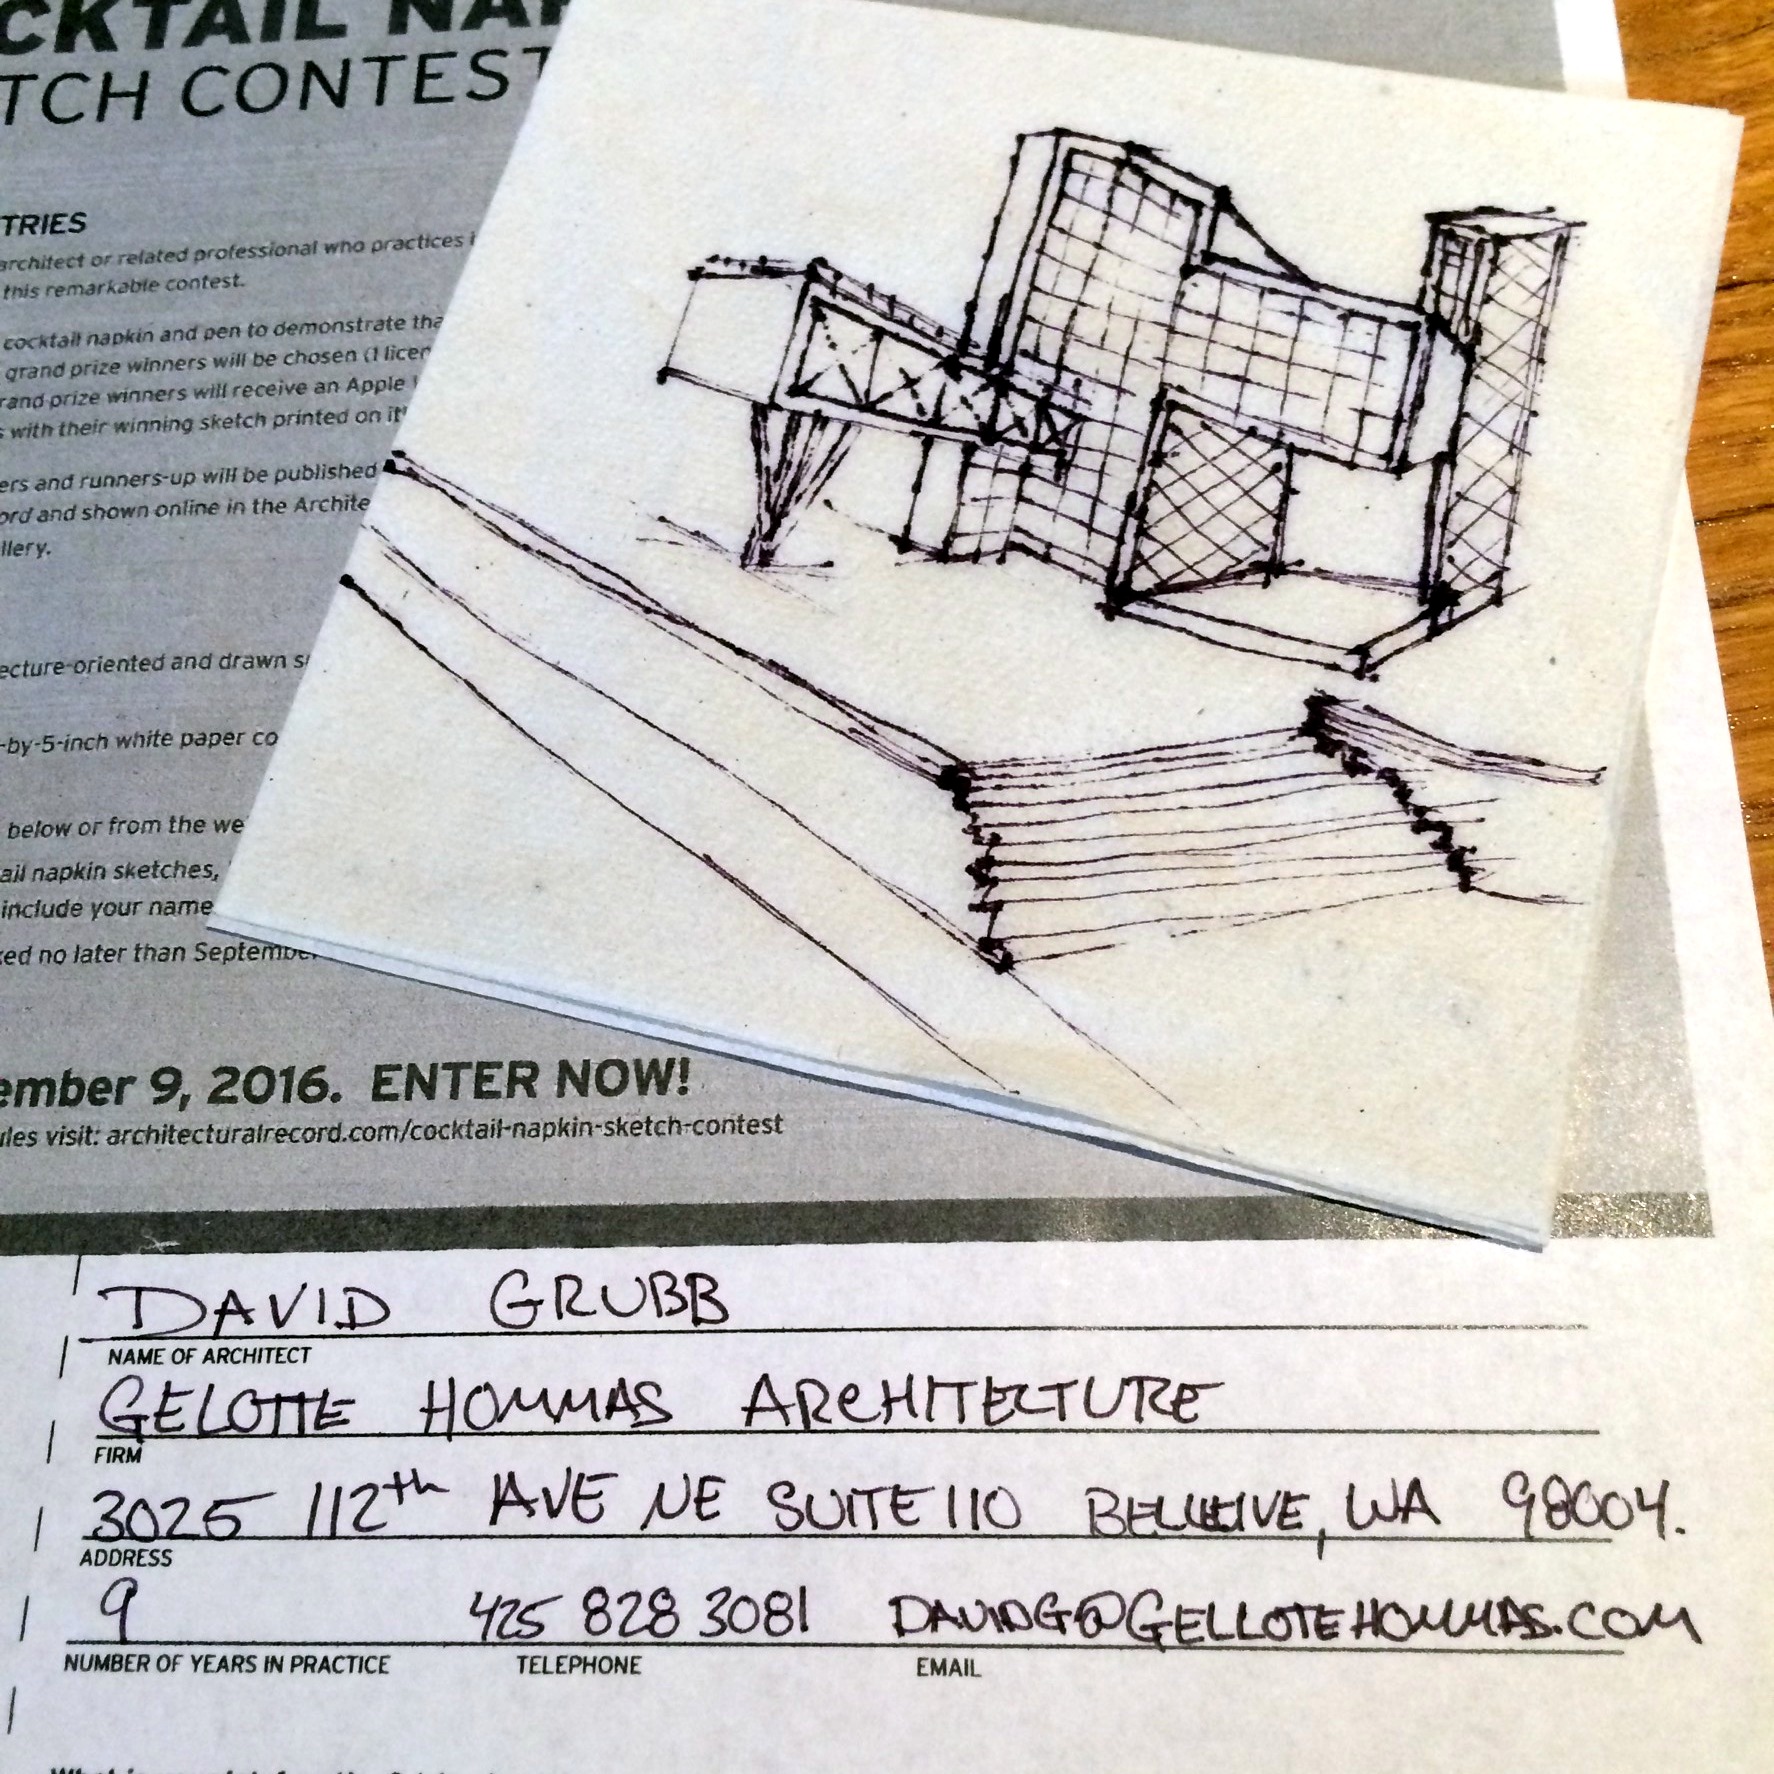 CKTAIL NAP
TCH CONTEST
TRIES
architect or related professional who practices i
this remarkable contest.
cocktail napkin and pen to demonstrate tha
grand prize winners will be chosen (1 licen
rand prize winners will receive an Apple
s with their winning sketch printed on it!
ers and runners-up will be published
ord and shown online in the Archite
llery.
ecture-oriented and drawn s
-by-5-inch white paper co
below or from the we
ail napkin sketches,
include your name
ked no later than September
ember 9, 2016. ENTER NOW!
ules visit: architecturalrecord.com/cocktail-napkin-sketch-contest
DAVID GRUBB
NAME OF ARCHITECT
GELOTTE HOMMAS ARCHITECTURE
FIRM
3025 112th AVE NE SUITE 110 BELLEVUE, WA 98004.
ADDRESS
9 425 828 3081 DAVIDG@GELLOTEHOMMAS.COM
NUMBER OF YEARS IN PRACTICE TELEPHONE EMAIL